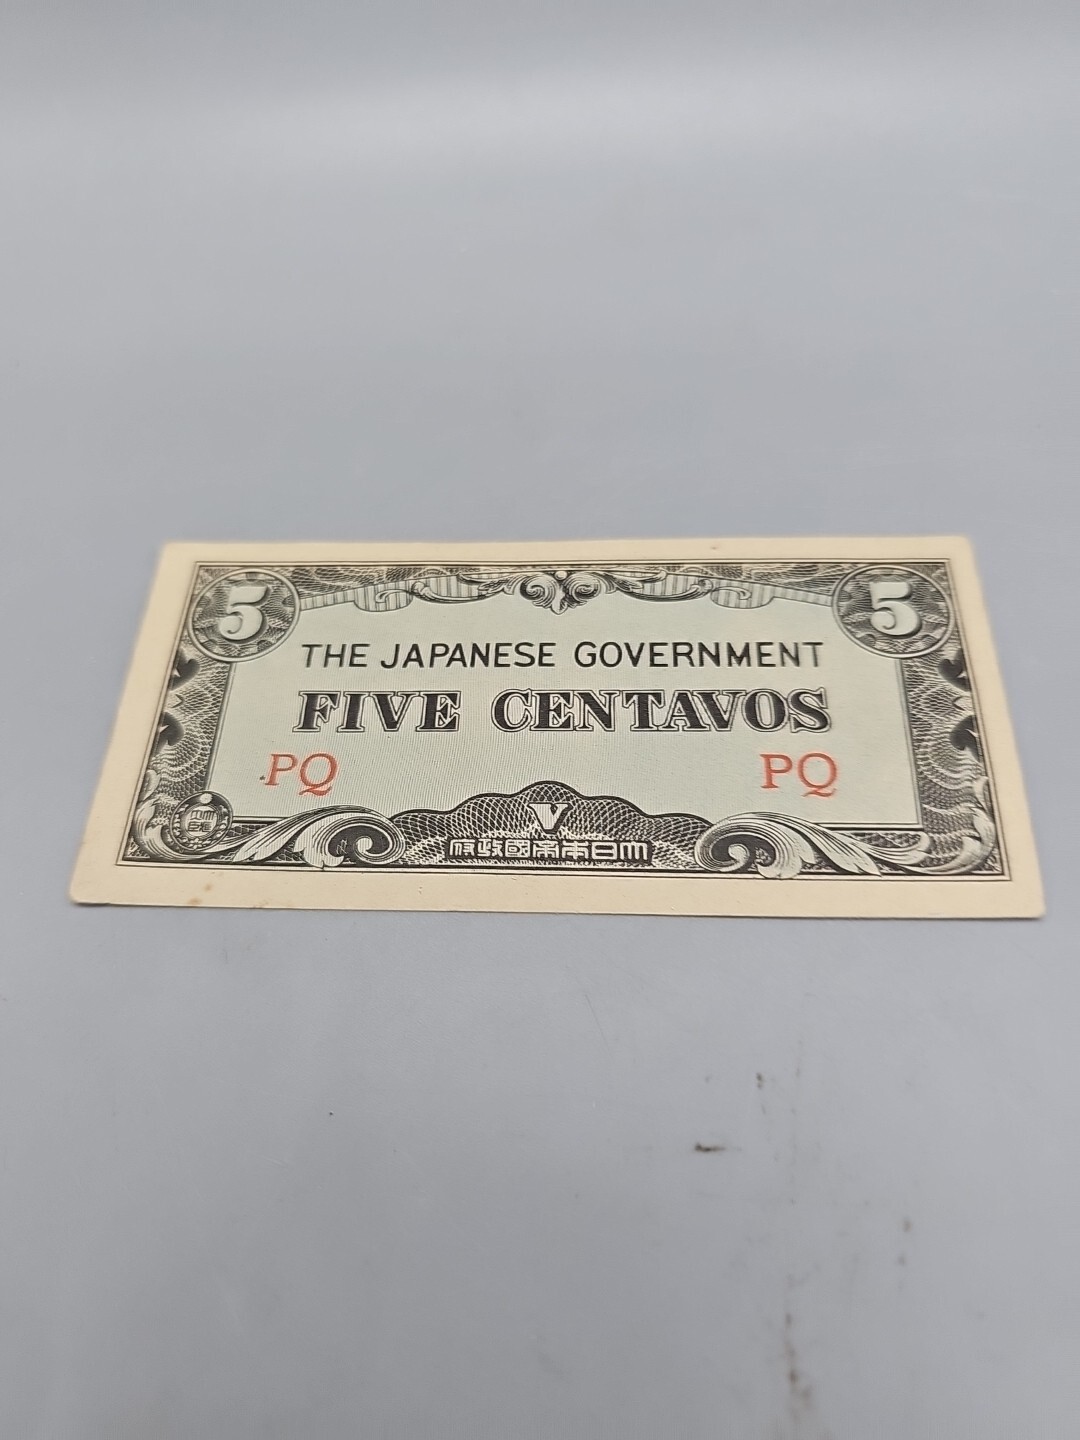 5 5
THE JAPANESE GOVERNMENT
FIVE CENTAVOS
PQ PQ
V
府政國帝本日大